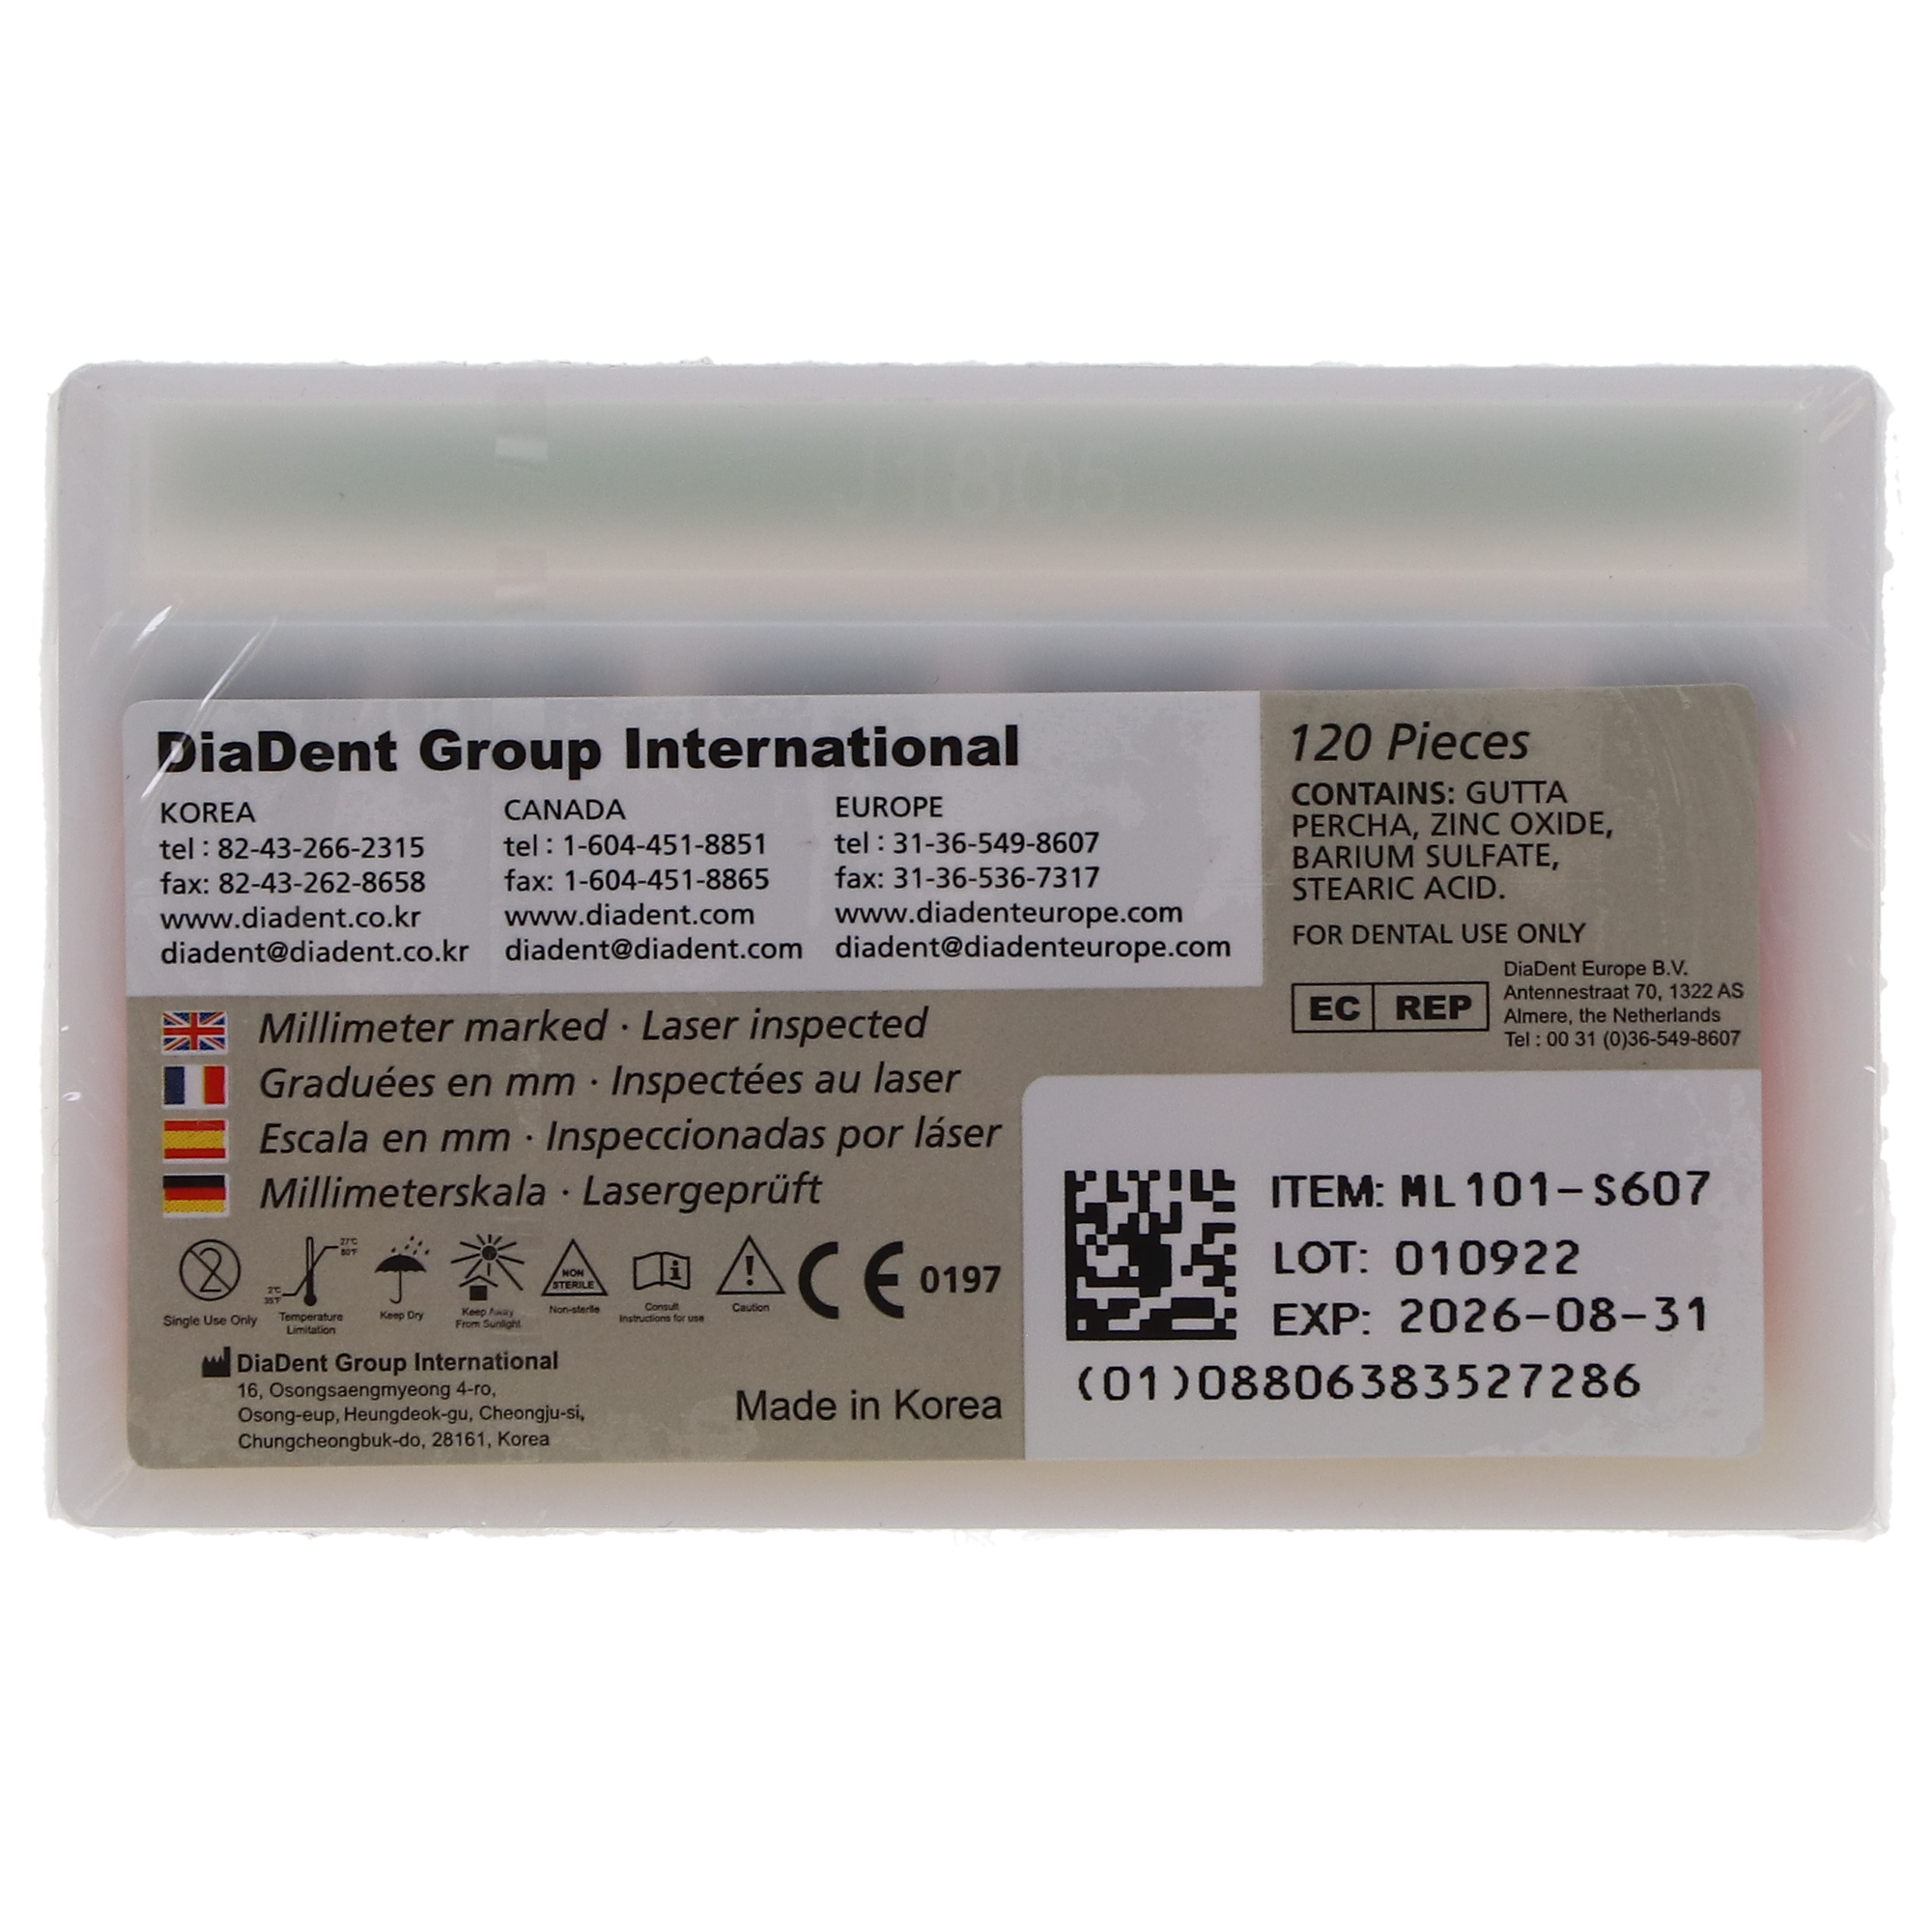 J1805
DiaDent Group International
KOREA
tel : 82-43-266-2315
fax: 82-43-262-8658
www.diadent.co.kr
diadent@diadent.co.kr
CANADA
tel : 1-604-451-8851
fax: 1-604-451-8865
www.diadent.com
diadent@diadent.com
EUROPE
tel : 31-36-549-8607
fax: 31-36-536-7317
www.diadenteurope.com
diadent@diadenteurope.com
120 Pieces
CONTAINS: GUTTA
PERCHA, ZINC OXIDE,
BARIUM SULFATE,
STEARIC ACID.
FOR DENTAL USE ONLY
EC REP
DiaDent Europe B.V.
Antennestraat 70, 1322 AS
Almere, the Netherlands
Tel : 00 31 (0)36-549-8607
Millimeter marked · Laser inspected
Graduées en mm · Inspectées au laser
Escala en mm · Inspeccionadas por láser
Millimeterskala · Lasergeprüft
2
Single Use Only
27°C
80°F
2°C
35°F
Temperature
Limitation
Keep Dry
Keep Away
From Sunlight
NON
STERILE
Non-sterile
i
Consult
Instructions for use
!
Caution
CE 0197
DiaDent Group International
16, Osongsaengmyeong 4-ro,
Osong-eup, Heungdeok-gu, Cheongju-si,
Chungcheongbuk-do, 28161, Korea
Made in Korea
ITEM: ML101-S607
LOT: 010922
EXP: 2026-08-31
(01)08806383527286